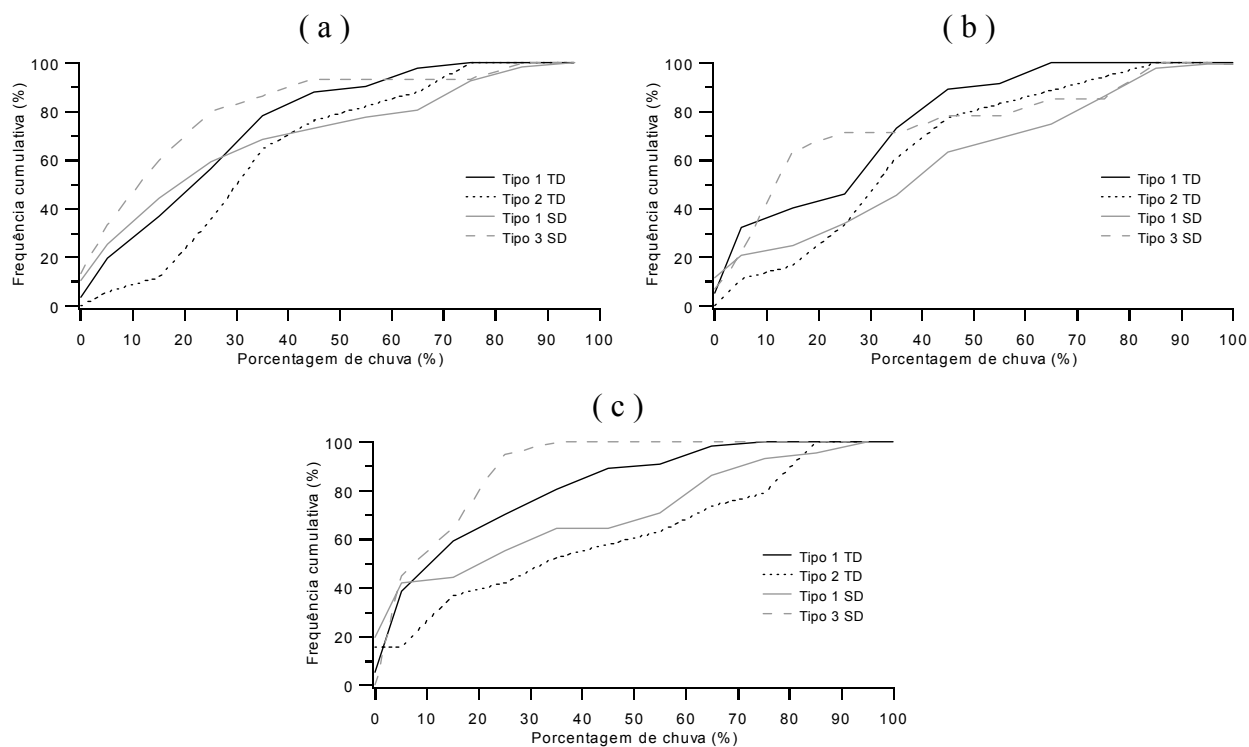 ( a )
Frequência cumulativa (%)
100
80
60
40
20
0
0 10 20 30 40 50 60 70 80 90 100
Porcentagem de chuva (%)
Tipo 1 TD
Tipo 2 TD
Tipo 1 SD
Tipo 3 SD
( b )
Frequência cumulativa (%)
100
80
60
40
20
0
0 10 20 30 40 50 60 70 80 90 100
Porcentagem de chuva (%)
Tipo 1 TD
Tipo 2 TD
Tipo 1 SD
Tipo 3 SD
( c )
Frequência cumulativa (%)
100
80
60
40
20
0
0 10 20 30 40 50 60 70 80 90 100
Porcentagem de chuva (%)
Tipo 1 TD
Tipo 2 TD
Tipo 1 SD
Tipo 3 SD